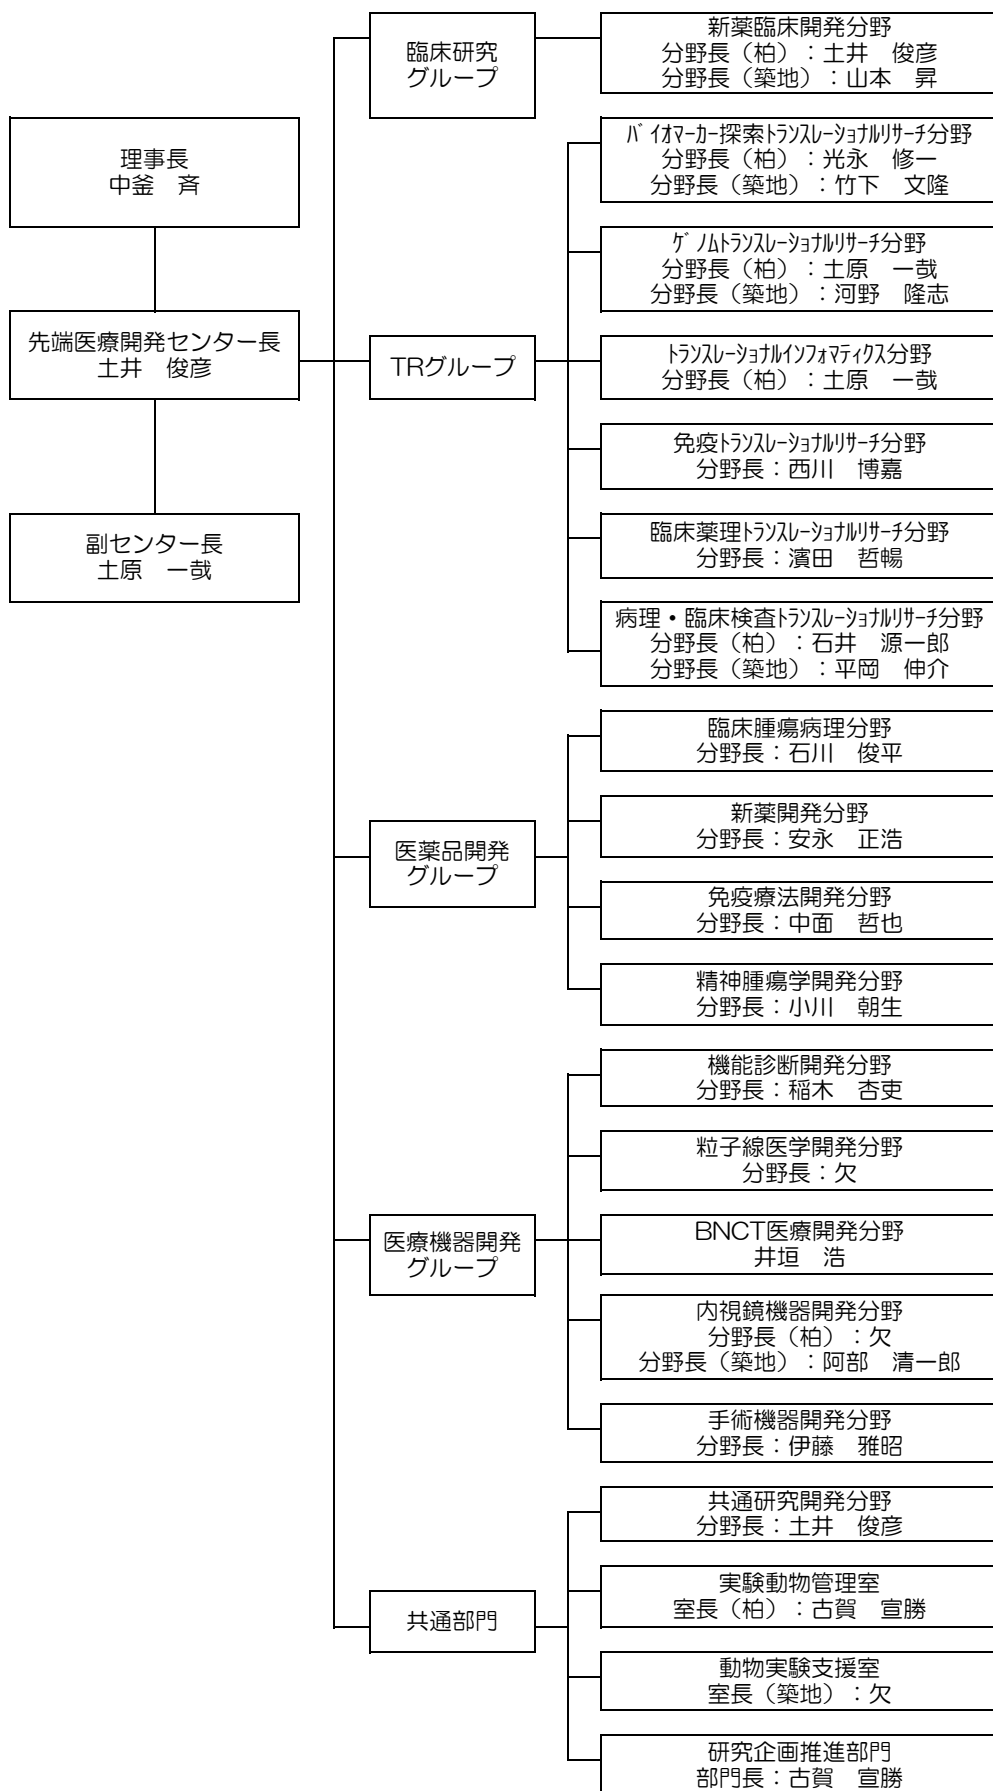 理事長
中釜　斉
先端医療開発センター長
土井　俊彦
副センター長
土原　一哉
臨床研究
グループ
新薬臨床開発分野
分野長（柏）：土井　俊彦
分野長（築地）：山本　昇
TRグループ
ﾊﾞｲｵﾏｰｶｰ探索ﾄﾗﾝｽﾚｰｼｮﾅﾙﾘｻｰﾁ分野
分野長（柏）：光永　修一
分野長（築地）：竹下　文隆
ｹﾞﾉﾑﾄﾗﾝｽﾚｰｼｮﾅﾙﾘｻｰﾁ分野
分野長（柏）：土原　一哉
分野長（築地）：河野　隆志
ﾄﾗﾝｽﾚｰｼｮﾅﾙｲﾝﾌｫﾏﾃｨｸｽ分野
分野長（柏）：土原　一哉
免疫ﾄﾗﾝｽﾚｰｼｮﾅﾙﾘｻｰﾁ分野
分野長：西川　博嘉
臨床薬理ﾄﾗﾝｽﾚｰｼｮﾅﾙﾘｻｰﾁ分野
分野長：濱田　哲暢
病理・臨床検査ﾄﾗﾝｽﾚｰｼｮﾅﾙﾘｻｰﾁ分野
分野長（柏）：石井　源一郎
分野長（築地）：平岡　伸介
医薬品開発
グループ
臨床腫瘍病理分野
分野長：石川　俊平
新薬開発分野
分野長：安永　正浩
免疫療法開発分野
分野長：中面　哲也
精神腫瘍学開発分野
分野長：小川　朝生
医療機器開発
グループ
機能診断開発分野
分野長：稲木　杏吏
粒子線医学開発分野
分野長：欠
BNCT医療開発分野
井垣　浩
内視鏡機器開発分野
分野長（柏）：欠
分野長（築地）：阿部　清一郎
手術機器開発分野
分野長：伊藤　雅昭
共通部門
共通研究開発分野
分野長：土井　俊彦
実験動物管理室
室長（柏）：古賀　宣勝
動物実験支援室
室長（築地）：欠
研究企画推進部門
部門長：古賀　宣勝